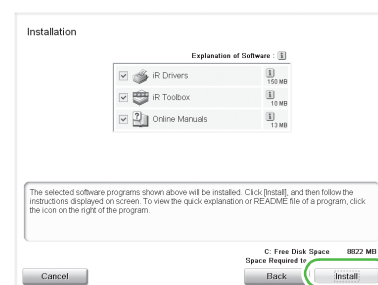 Installation
Explanation of Software :
iR Drivers 150 MB
iR Toolbox 10 MB
Online Manuals 13 MB
The selected software programs shown above will be installed. Click [Install], and then follow the
instructions displayed on screen. To view the quick explanation or README file of a program, click
the icon on the right of the program.
C: Free Disk Space 8822 MB
Space Required to
Cancel Back Install